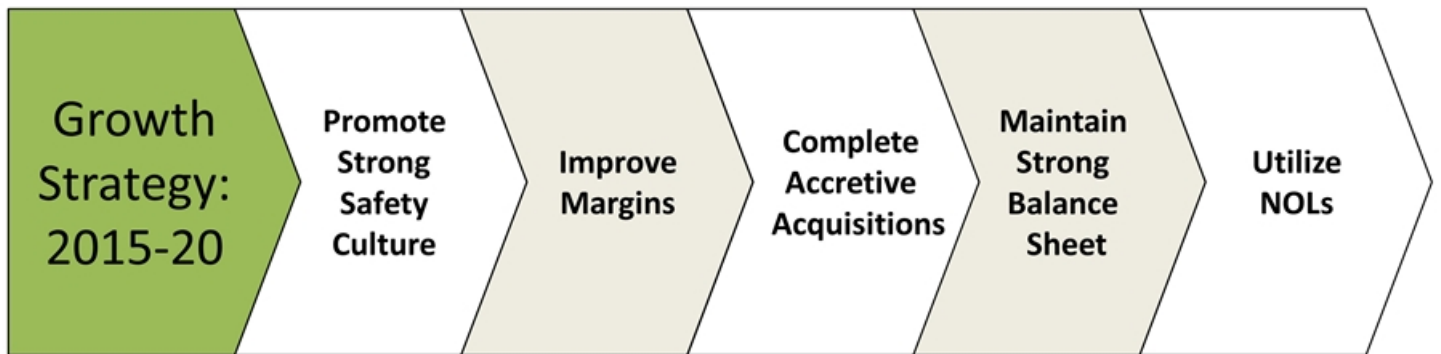 Growth
Strategy:
2015-20
Promote
Strong
Safety
Culture
Improve
Margins
Complete
Accretive
Acquisitions
Maintain
Strong
Balance
Sheet
Utilize
NOLs